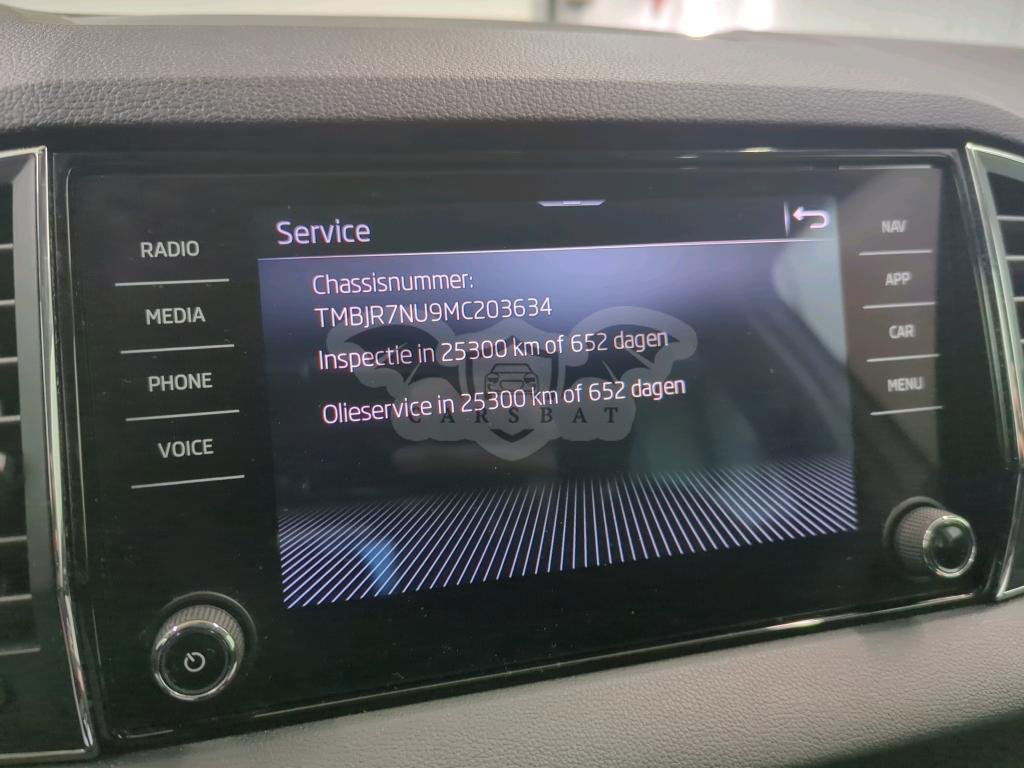 Service
RADIO
MEDIA
PHONE
VOICE
Chassisnummer:
TMBJR7NU9MC203634
Inspectie in 25300 km of 652 dagen
Olieservice in 25300 km of 652 dagen
CARSBAT
NAV
APP
CAR
MENU